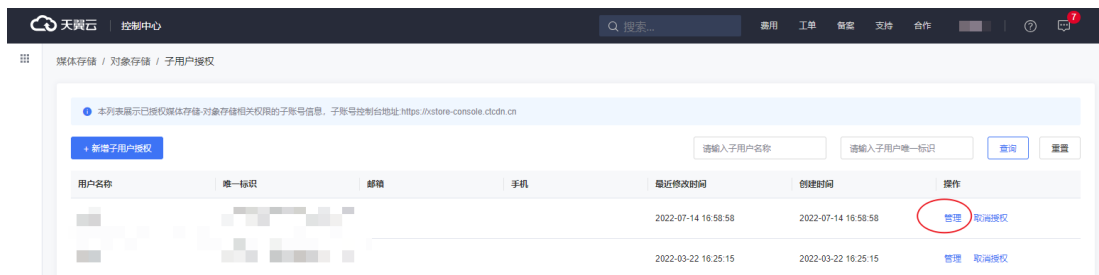 天翼云 控制中心 搜索... 费用 工单 备案 支持 合作 7
媒体存储 / 对象存储 / 子用户授权
本列表展示已授权媒体存储-对象存储相关权限的子账号信息。子账号控制台地址:https://xstore-console.ctcdn.cn
+ 新增子用户授权 请输入子用户名称 请输入子用户唯一标识 查询 重置
用户名称 唯一标识 邮箱 手机 最近修改时间 创建时间 操作
2022-07-14 16:58:58 2022-07-14 16:58:58 管理 取消授权
2022-03-22 16:25:15 2022-03-22 16:25:15 管理 取消授权